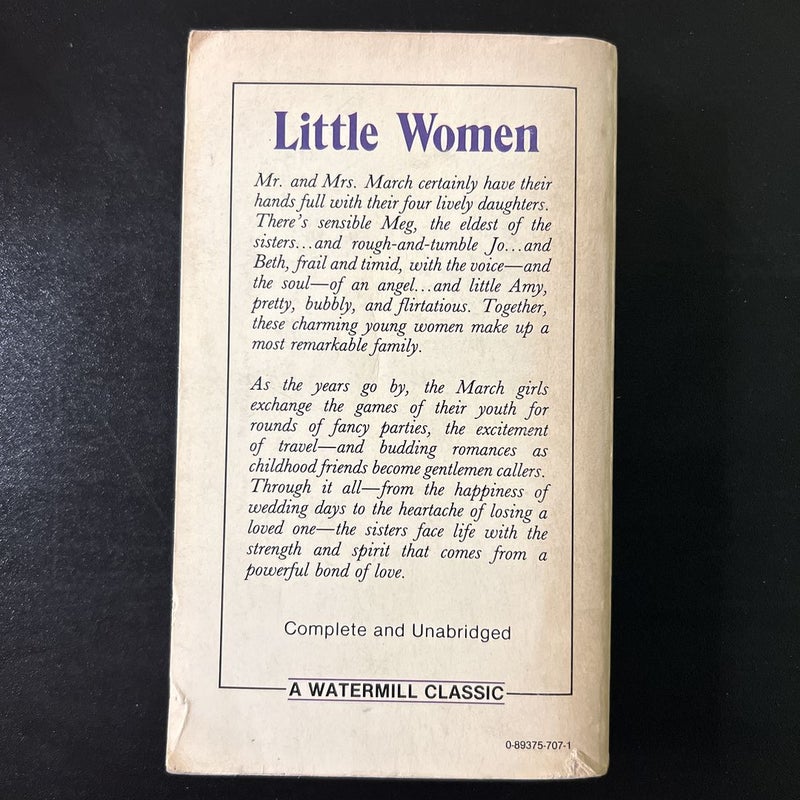 Little Women
Mr. and Mrs. March certainly have their
hands full with their four lively daughters.
There's sensible Meg, the eldest of the
sisters...and rough-and-tumble Jo...and
Beth, frail and timid, with the voice—and
the soul—of an angel...and little Amy,
pretty, bubbly, and flirtatious. Together,
these charming young women make up a
most remarkable family.
As the years go by, the March girls
exchange the games of their youth for
rounds of fancy parties, the excitement
of travel—and budding romances as
childhood friends become gentlemen callers.
Through it all—from the happiness of
wedding days to the heartache of losing a
loved one—the sisters face life with the
strength and spirit that comes from a
powerful bond of love.
Complete and Unabridged
A WATERMILL CLASSIC
0-89375-707-1